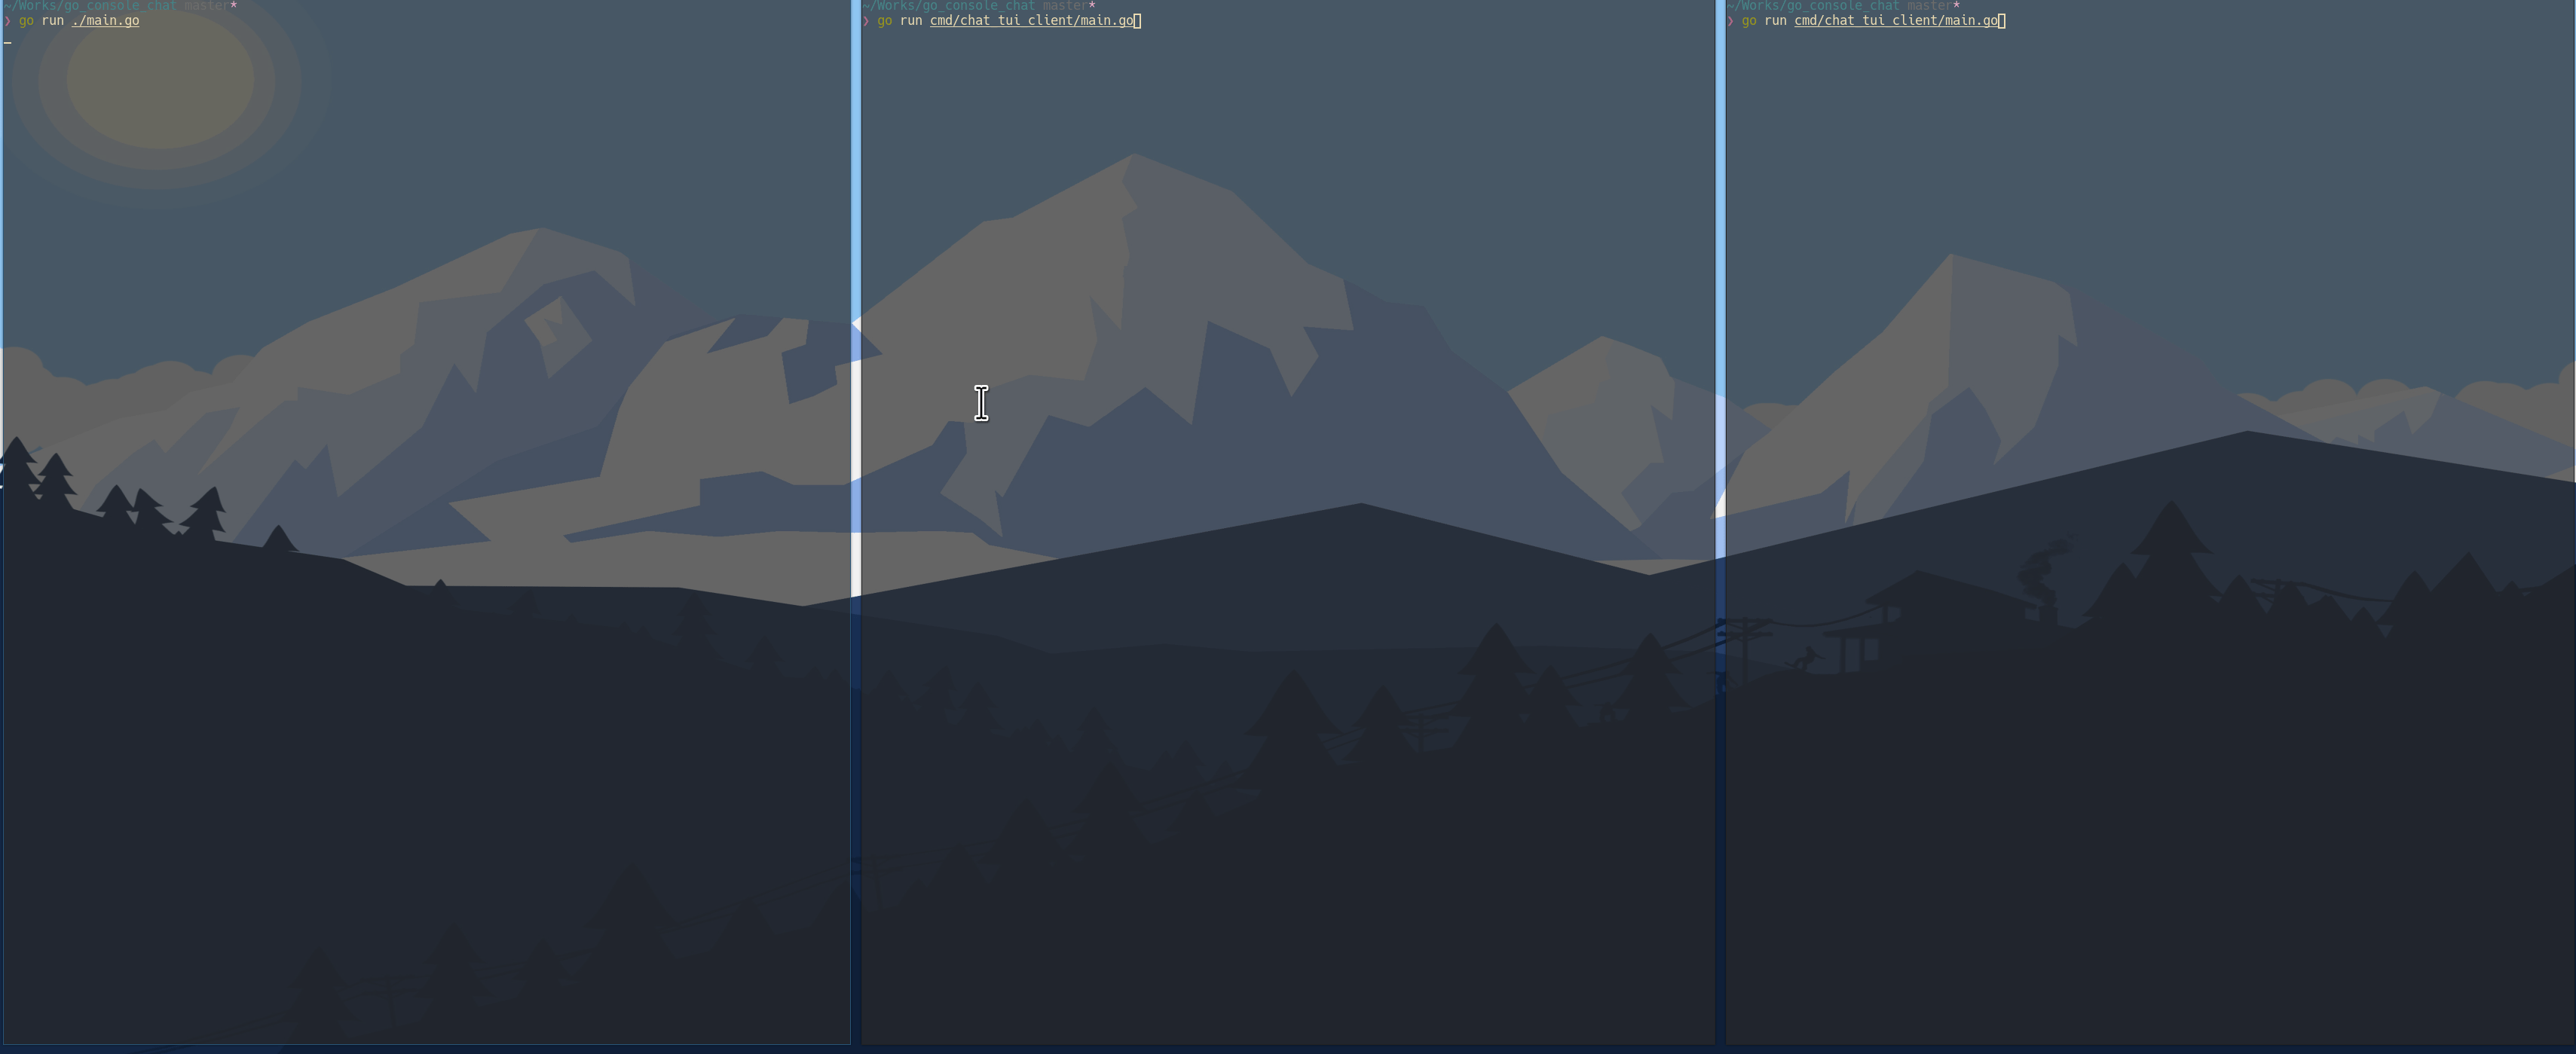 ~/Works/go_console_chat master*
❯ go run ./main.go
~/Works/go_console_chat master*
❯ go run cmd/chat_tui_client/main.go
~/Works/go_console_chat master*
❯ go run cmd/chat_tui_client/main.go